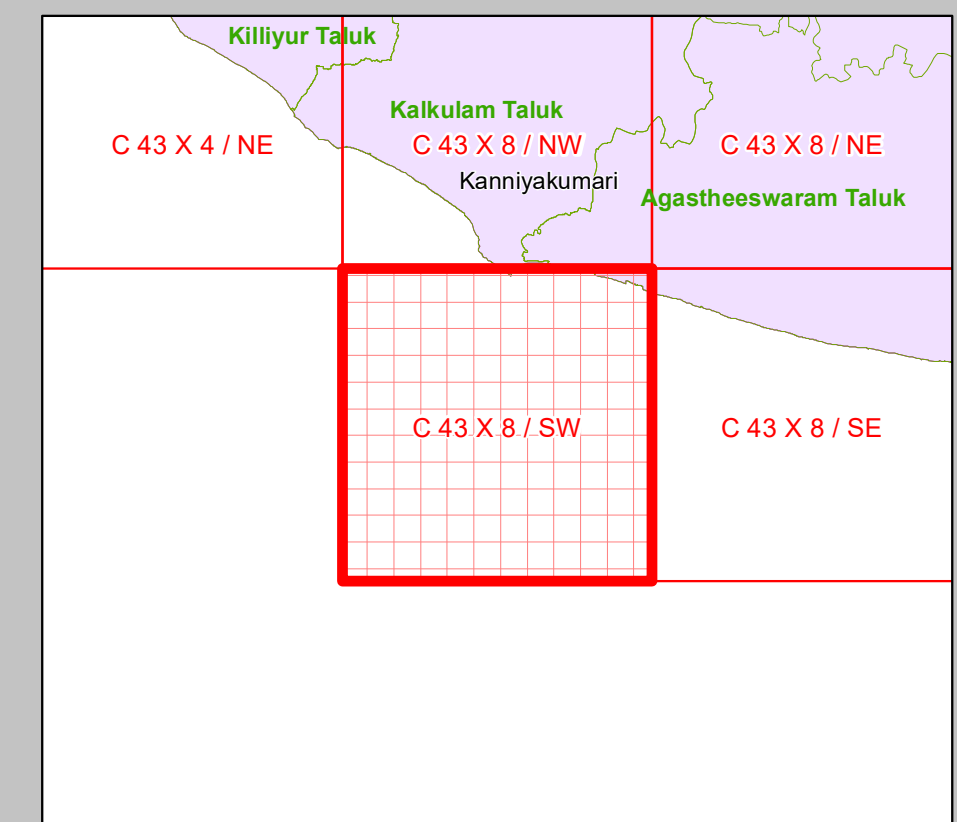 Killiyur Taluk
Kalkulam Taluk
C 43 X 4 / NE
C 43 X 8 / NW
C 43 X 8 / NE
Kanniyakumari
Agastheeswaram Taluk
C 43 X 8 / SW
C 43 X 8 / SE